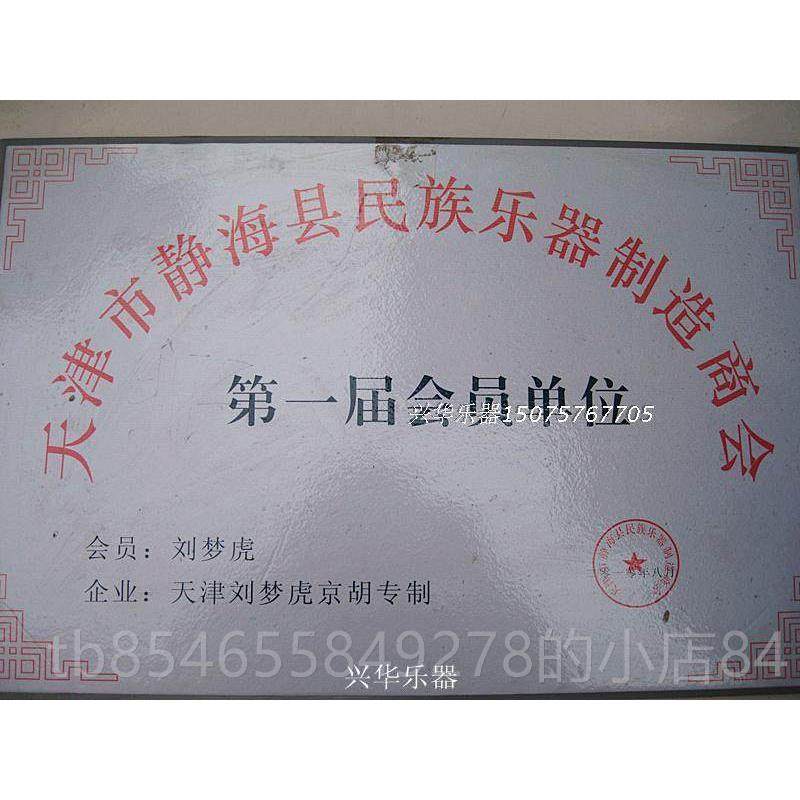 天津市静海县民族乐器制造商会
第一届会员单位
兴华乐器15075767705
会员：刘梦虎
企业：天津刘梦虎京胡专制
年八月
tb854655849278的小店84
兴华乐器